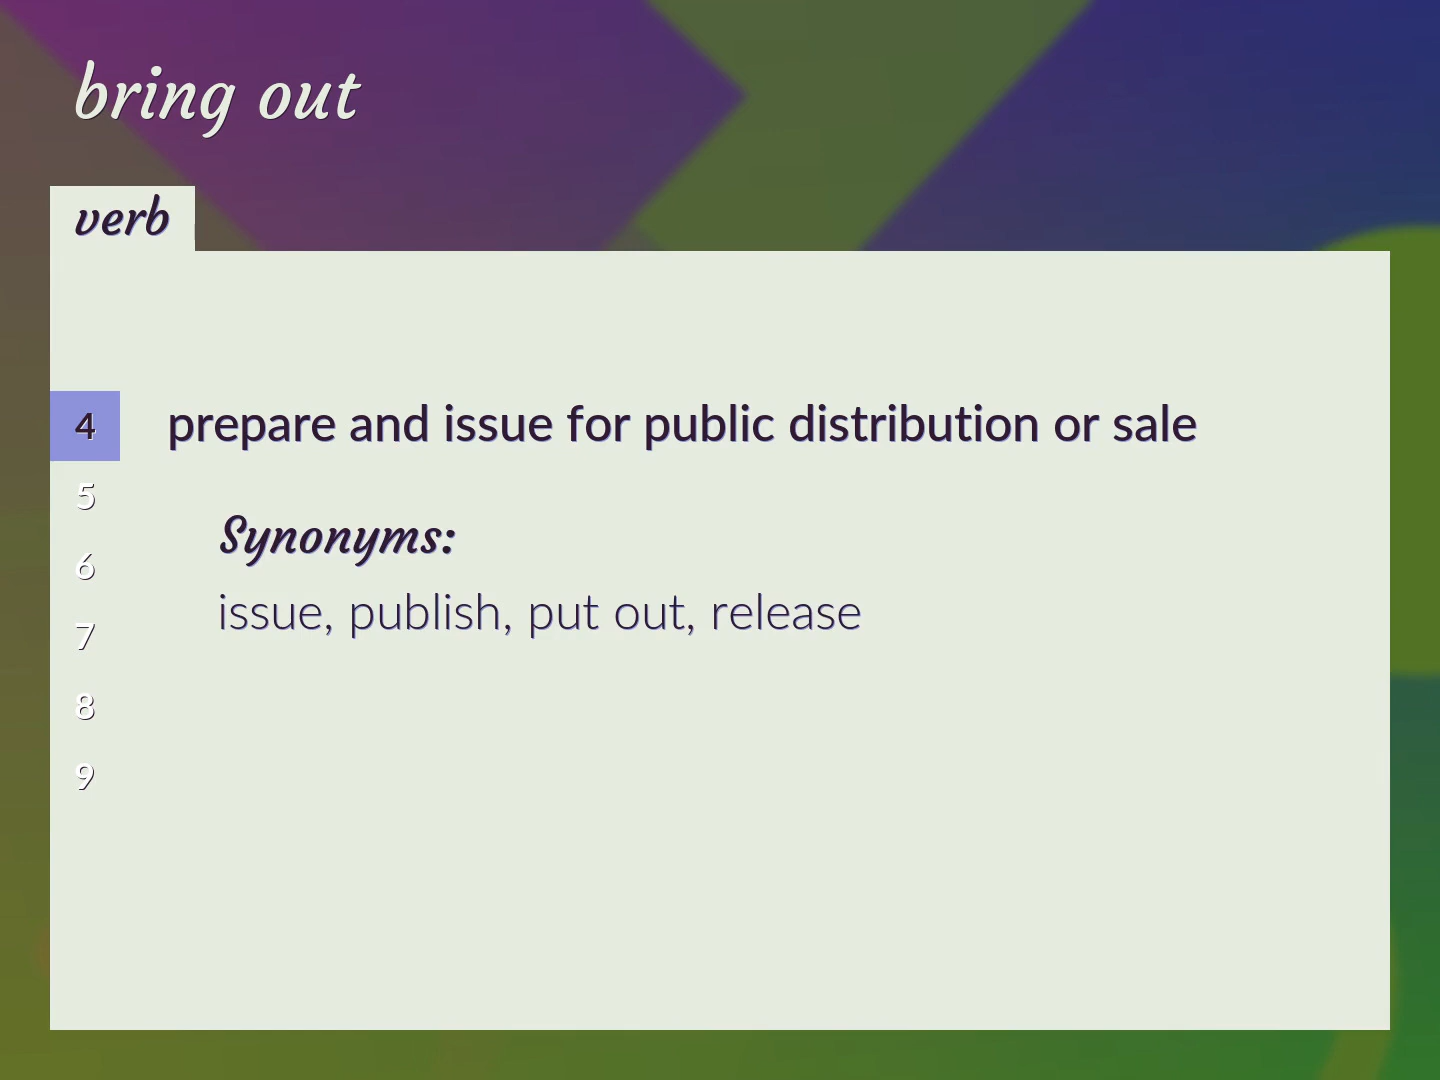 bring out
verb
4 prepare and issue for public distribution or sale
5
Synonyms:
6
issue, publish, put out, release
7
8
9